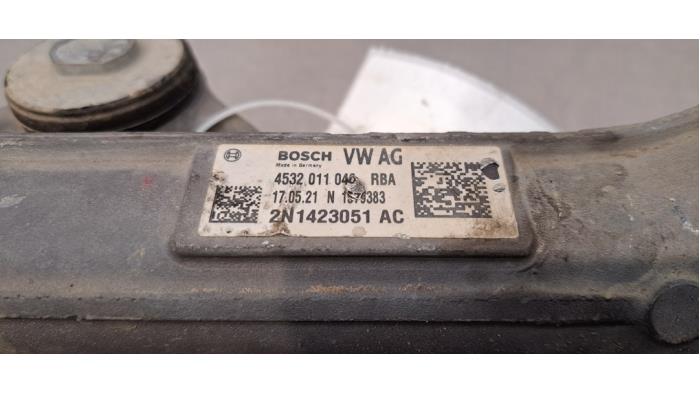 BOSCH VW AG
Made in Germany
4532 011 046 RBA
17.05.21 N 1579383
2N1423051 AC